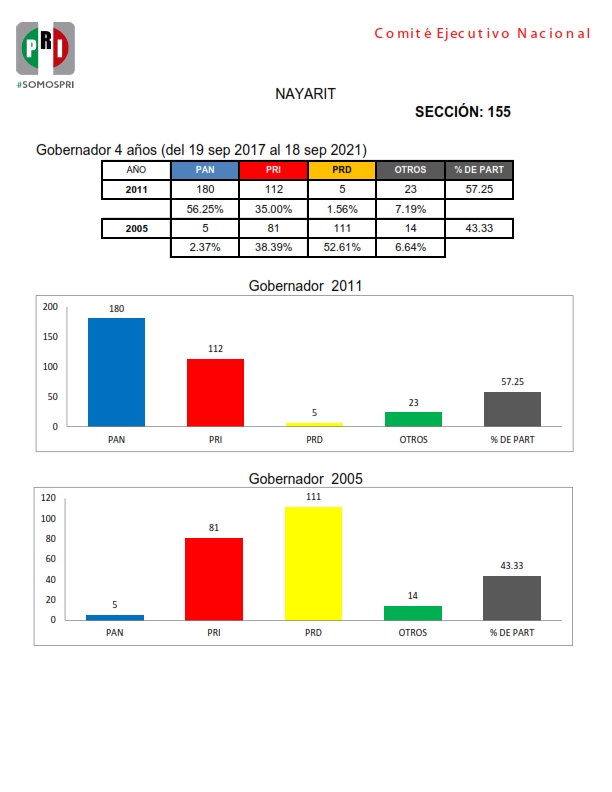 Comité Ejecutivo Nacional
PRI
#SOMOSPRI
NAYARIT
SECCIÓN: 155
Gobernador 4 años (del 19 sep 2017 al 18 sep 2021)
AÑO PAN PRI PRD OTROS % DE PART
2011 180 112 5 23 57.25
56.25% 35.00% 1.56% 7.19%
2005 5 81 111 14 43.33
2.37% 38.39% 52.61% 6.64%
Gobernador 2011
200
150
100
50
0
180
112
5
23
57.25
PAN PRI PRD OTROS % DE PART
Gobernador 2005
120
100
80
60
40
20
0
5
81
111
14
43.33
PAN PRI PRD OTROS % DE PART